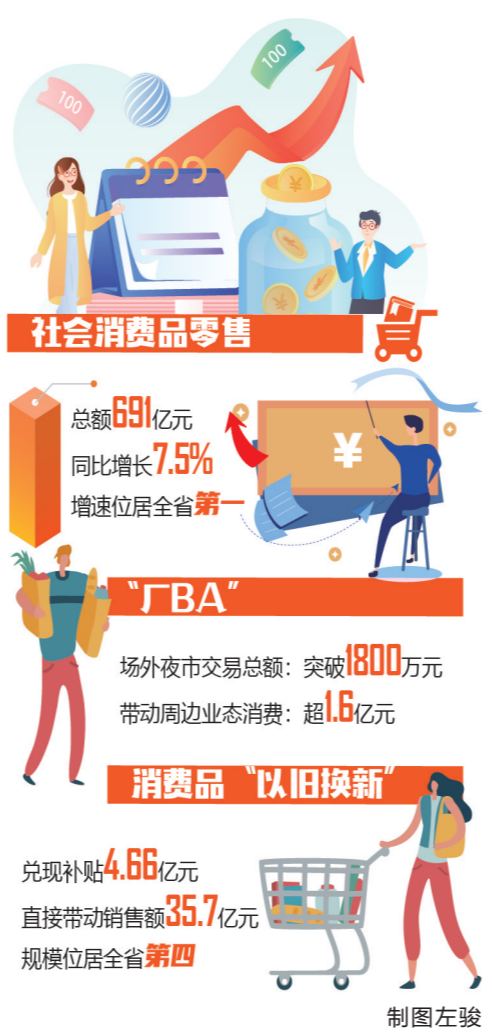 100
100
社会消费品零售
总额691亿元
同比增长7.5%
增速位居全省第一
¥
“厂BA”
场外夜市交易总额：突破1800万元
带动周边业态消费：超1.6亿元
消费品“以旧换新”
兑现补贴4.66亿元
直接带动销售额35.7亿元
规模位居全省第四
制图左骏